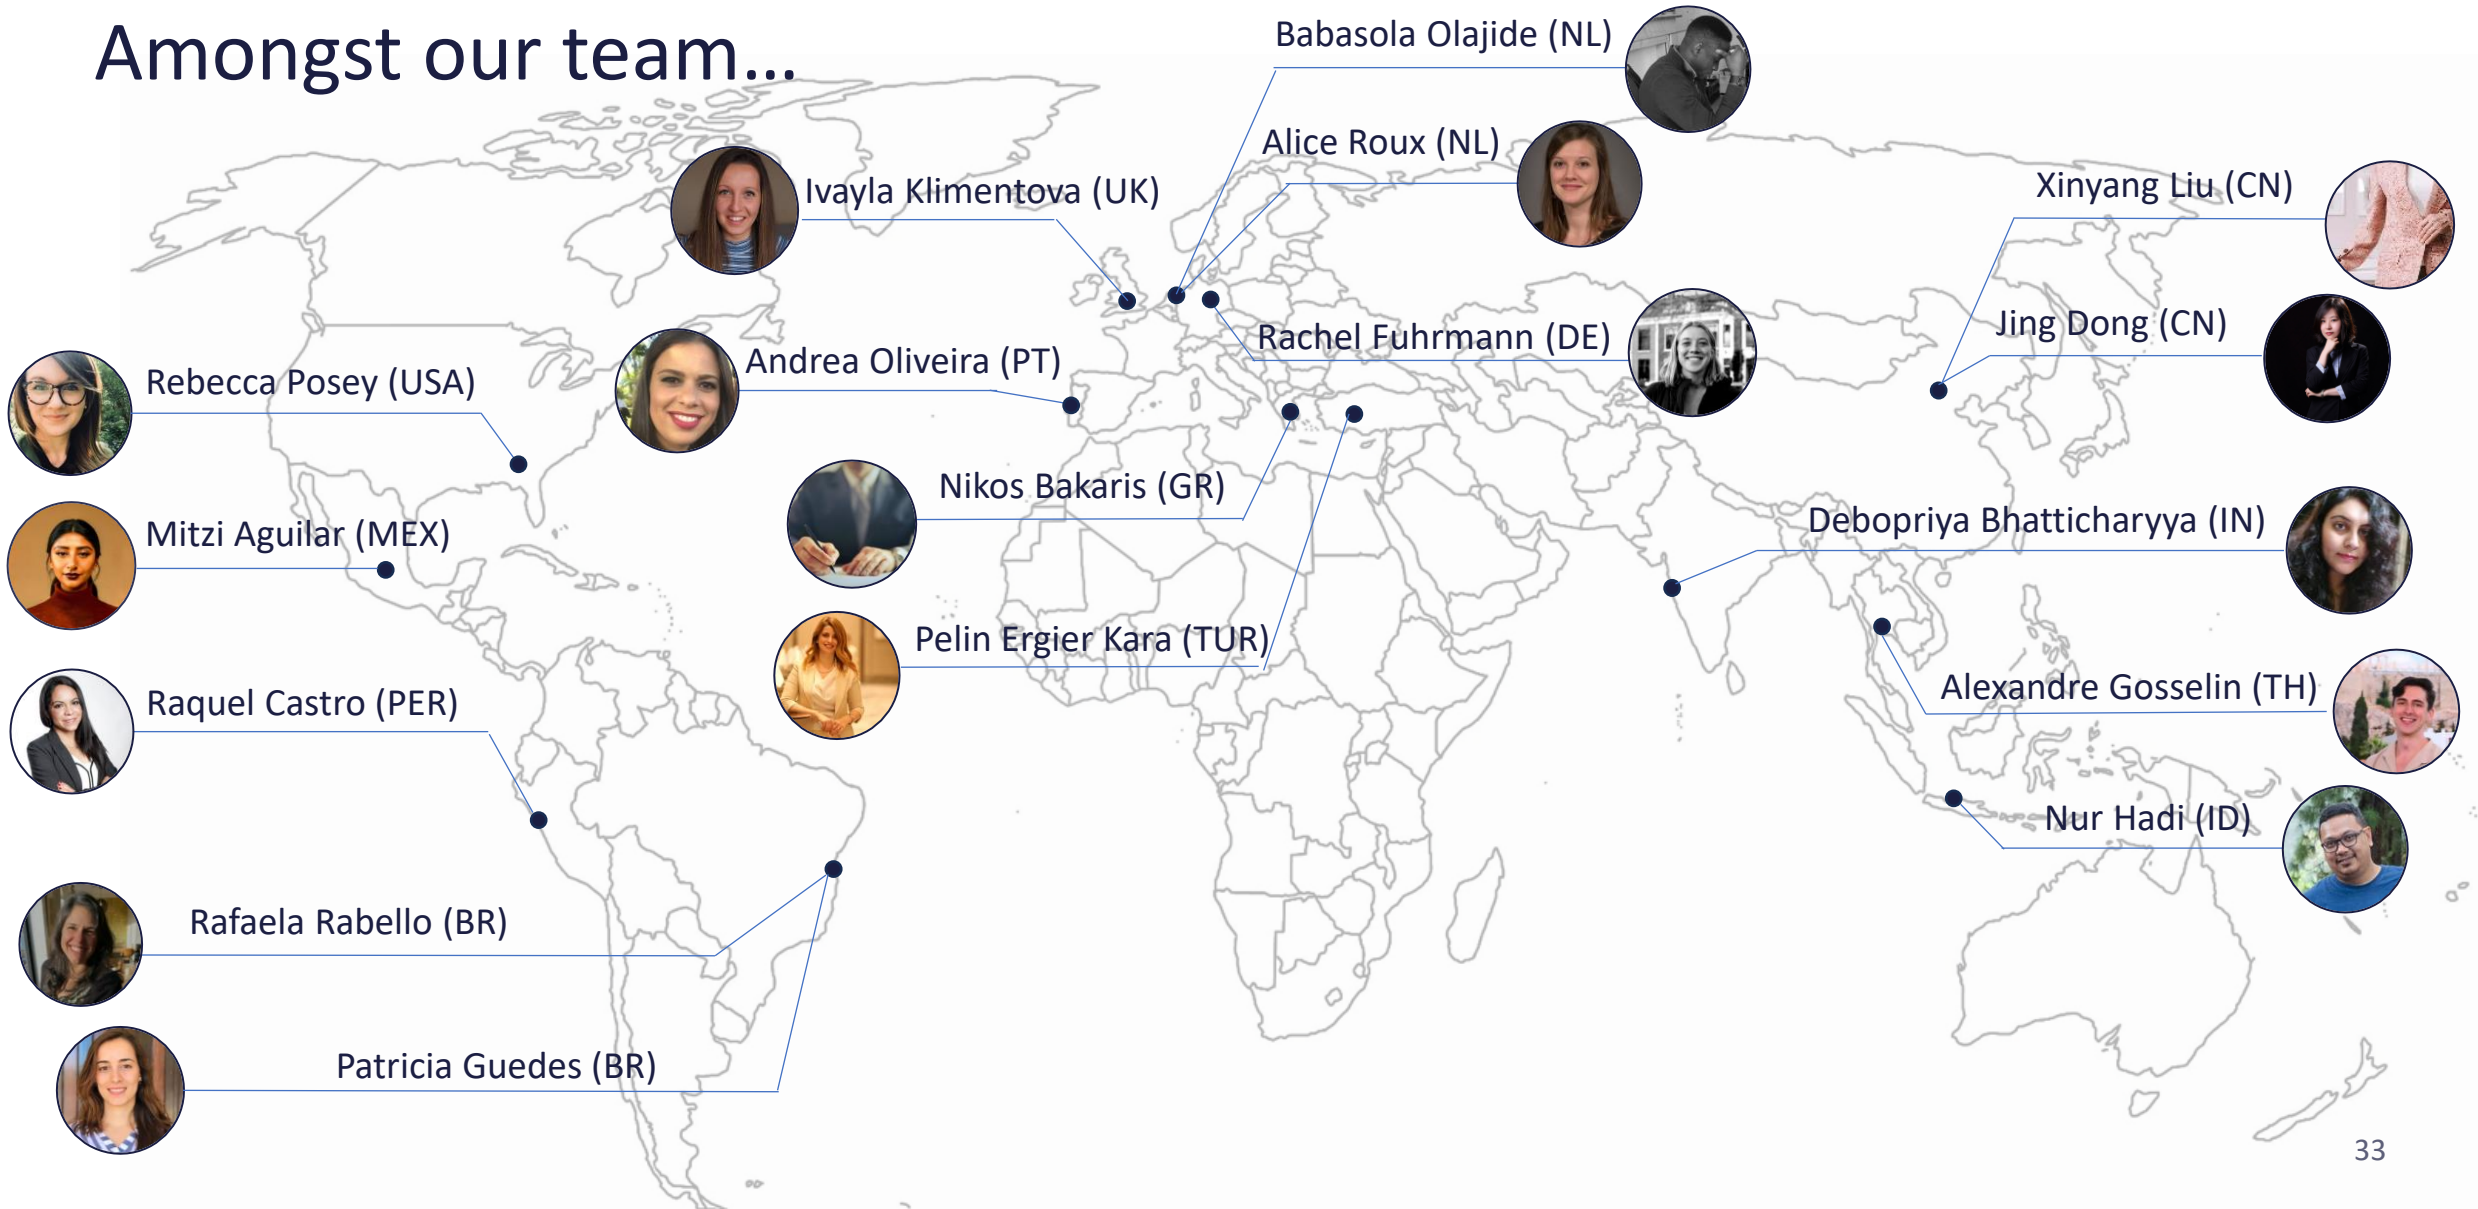 Amongst our team...
Babasola Olajide (NL)
Alice Roux (NL)
Ivayla Klimentova (UK)
Xinyang Liu (CN)
Jing Dong (CN)
Rachel Fuhrmann (DE)
Andrea Oliveira (PT)
Rebecca Posey (USA)
Nikos Bakaris (GR)
Mitzi Aguilar (MEX)
Debopriya Bhatticharyya (IN)
Pelin Ergier Kara (TUR)
Alexandre Gosselin (TH)
Raquel Castro (PER)
Nur Hadi (ID)
Rafaela Rabello (BR)
Patricia Guedes (BR)
33